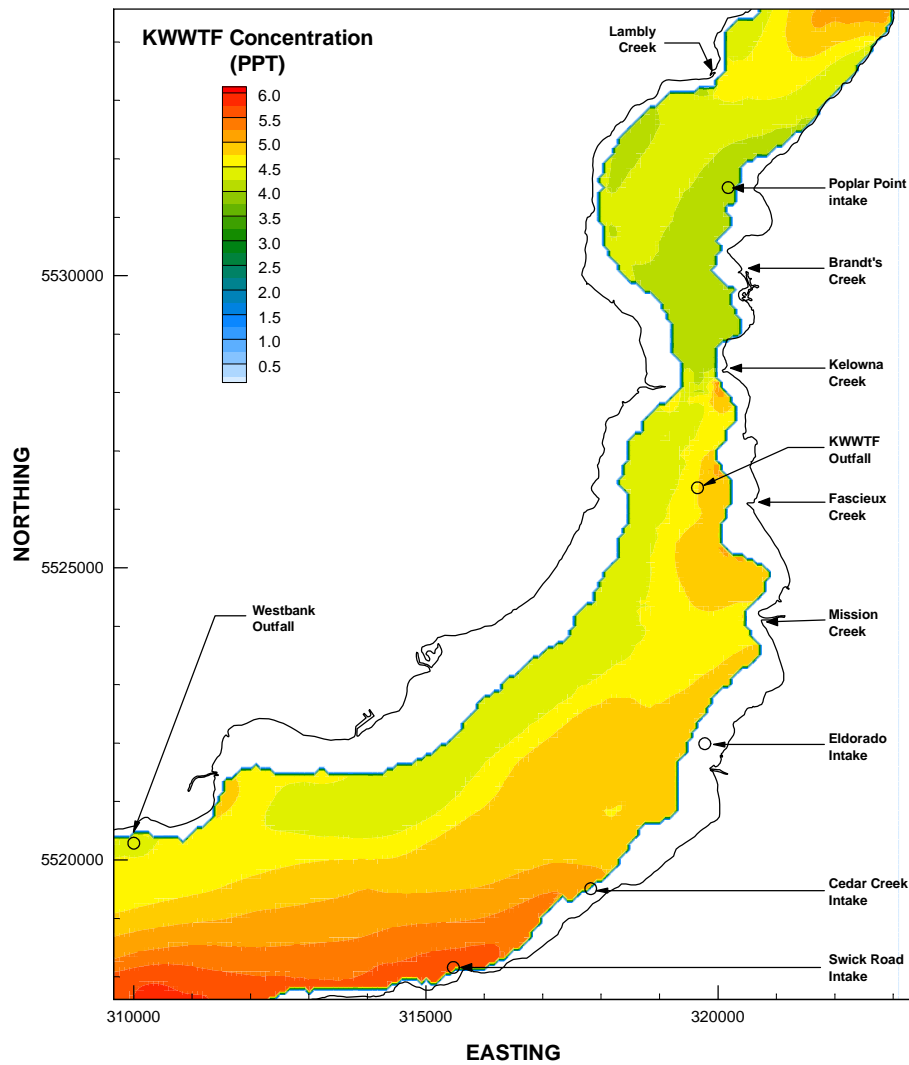 KWWTF Concentration
(PPT)
6.0
5.5
5.0
4.5
4.0
3.5
3.0
2.5
2.0
1.5
1.0
0.5
Lambly
Creek
Poplar Point
intake
Brandt's
Creek
Kelowna
Creek
KWWTF
Outfall
Fascieux
Creek
Mission
Creek
Westbank
Outfall
Eldorado
Intake
Cedar Creek
Intake
Swick Road
Intake
NORTHING
5530000
5525000
5520000
310000
315000
320000
EASTING